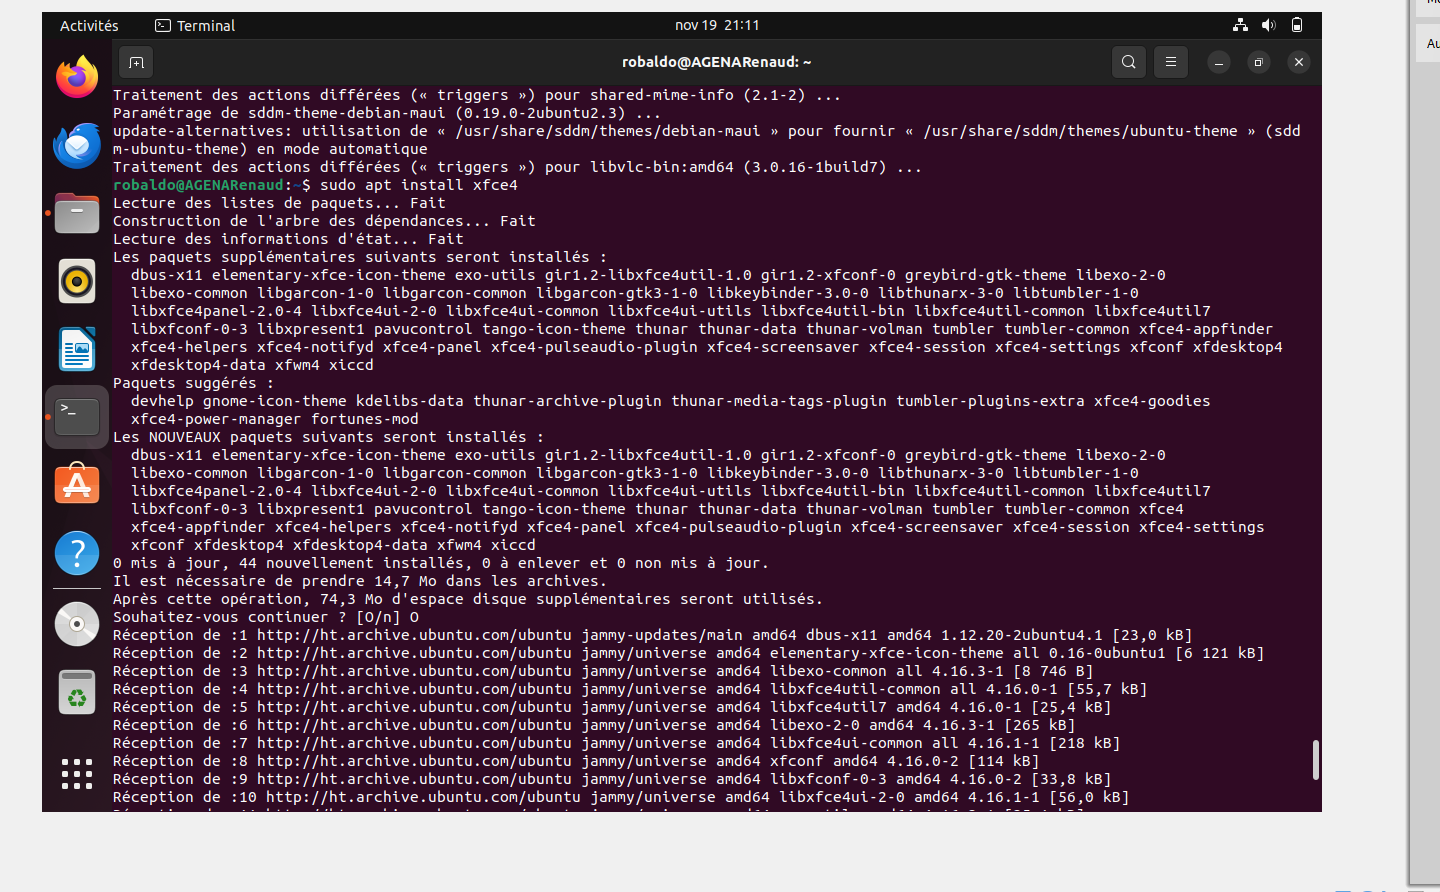 Activités
Terminal
nov 19 21:11
robaldo@AGENARenaud: ~
Traitement des actions différées (« triggers ») pour shared-mime-info (2.1-2) ...
Paramétrage de sddm-theme-debian-maui (0.19.0-2ubuntu2.3) ...
update-alternatives: utilisation de « /usr/share/sddm/themes/debian-maui » pour fournir « /usr/share/sddm/themes/ubuntu-theme » (sdd
m-ubuntu-theme) en mode automatique
Traitement des actions différées (« triggers ») pour libvlc-bin:amd64 (3.0.16-1build7) ...
robaldo@AGENARenaud:~$ sudo apt install xfce4
Lecture des listes de paquets... Fait
Construction de l'arbre des dépendances... Fait
Lecture des informations d'état... Fait
Les paquets supplémentaires suivants seront installés :
dbus-x11 elementary-xfce-icon-theme exo-utils gir1.2-libxfce4util-1.0 gir1.2-xfconf-0 greybird-gtk-theme libexo-2-0
libexo-common libgarcon-1-0 libgarcon-common libgarcon-gtk3-1-0 libkeybinder-3.0-0 libthunarx-3-0 libtumbler-1-0
libxfce4panel-2.0-4 libxfce4ui-2-0 libxfce4ui-common libxfce4ui-utils libxfce4util-bin libxfce4util-common libxfce4util7
libxfconf-0-3 libxpresent1 pavucontrol tango-icon-theme thunar thunar-data thunar-volman tumbler tumbler-common xfce4-appfinder
xfce4-helpers xfce4-notifyd xfce4-panel xfce4-pulseaudio-plugin xfce4-screensaver xfce4-session xfce4-settings xfconf xfdesktop4
xfdesktop4-data xfwm4 xiccd
Paquets suggérés :
devhelp gnome-icon-theme kdelibs-data thunar-archive-plugin thunar-media-tags-plugin tumbler-plugins-extra xfce4-goodies
xfce4-power-manager fortunes-mod
Les NOUVEAUX paquets suivants seront installés :
dbus-x11 elementary-xfce-icon-theme exo-utils gir1.2-libxfce4util-1.0 gir1.2-xfconf-0 greybird-gtk-theme libexo-2-0
libexo-common libgarcon-1-0 libgarcon-common libgarcon-gtk3-1-0 libkeybinder-3.0-0 libthunarx-3-0 libtumbler-1-0
libxfce4panel-2.0-4 libxfce4ui-2-0 libxfce4ui-common libxfce4ui-utils libxfce4util-bin libxfce4util-common libxfce4util7
libxfconf-0-3 libxpresent1 pavucontrol tango-icon-theme thunar thunar-data thunar-volman tumbler tumbler-common xfce4
xfce4-appfinder xfce4-helpers xfce4-notifyd xfce4-panel xfce4-pulseaudio-plugin xfce4-screensaver xfce4-session xfce4-settings
xfconf xfdesktop4 xfdesktop4-data xfwm4 xiccd
0 mis à jour, 44 nouvellement installés, 0 à enlever et 0 non mis à jour.
Il est nécessaire de prendre 14,7 Mo dans les archives.
Après cette opération, 74,3 Mo d'espace disque supplémentaires seront utilisés.
Souhaitez-vous continuer ? [O/n] O
Réception de :1 http://ht.archive.ubuntu.com/ubuntu jammy-updates/main amd64 dbus-x11 amd64 1.12.20-2ubuntu4.1 [23,0 kB]
Réception de :2 http://ht.archive.ubuntu.com/ubuntu jammy/universe amd64 elementary-xfce-icon-theme all 0.16-0ubuntu1 [6 121 kB]
Réception de :3 http://ht.archive.ubuntu.com/ubuntu jammy/universe amd64 libexo-common all 4.16.3-1 [8 746 B]
Réception de :4 http://ht.archive.ubuntu.com/ubuntu jammy/universe amd64 libxfce4util-common all 4.16.0-1 [55,7 kB]
Réception de :5 http://ht.archive.ubuntu.com/ubuntu jammy/universe amd64 libxfce4util7 amd64 4.16.0-1 [25,4 kB]
Réception de :6 http://ht.archive.ubuntu.com/ubuntu jammy/universe amd64 libexo-2-0 amd64 4.16.3-1 [265 kB]
Réception de :7 http://ht.archive.ubuntu.com/ubuntu jammy/universe amd64 libxfce4ui-common all 4.16.1-1 [218 kB]
Réception de :8 http://ht.archive.ubuntu.com/ubuntu jammy/universe amd64 xfconf amd64 4.16.0-2 [114 kB]
Réception de :9 http://ht.archive.ubuntu.com/ubuntu jammy/universe amd64 libxfconf-0-3 amd64 4.16.0-2 [33,8 kB]
Réception de :10 http://ht.archive.ubuntu.com/ubuntu jammy/universe amd64 libxfce4ui-2-0 amd64 4.16.1-1 [56,0 kB]